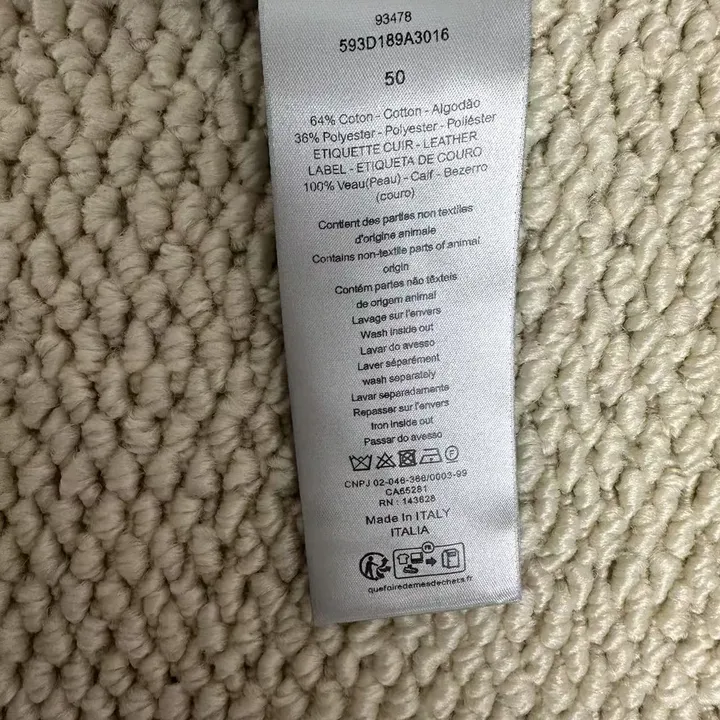 93478
593D189A3016
50
64% Coton - Cotton - Algodão
36% Polyester - Polyester - Poliéster
ETIQUETTE CUIR - LEATHER
LABEL - ETIQUETA DE COURO
100% Veau(Peau) - Calf - Bezerro
(couro)
Contient des parties non textiles
d'origine animale
Contains non-textile parts of animal
origin
Contém partes não têxteis
de origem animal
Lavage sur l'envers
Wash inside out
Lavar do avesso
Laver séparément
wash separately
Lavar separadamente
Repasser sur l'envers
Iron inside out
Passar do avesso
F
CNPJ 02-046-366/0003-99
CA65281
RN : 143628
Made in ITALY
ITALIA
FR
quefairedemesdechets.fr